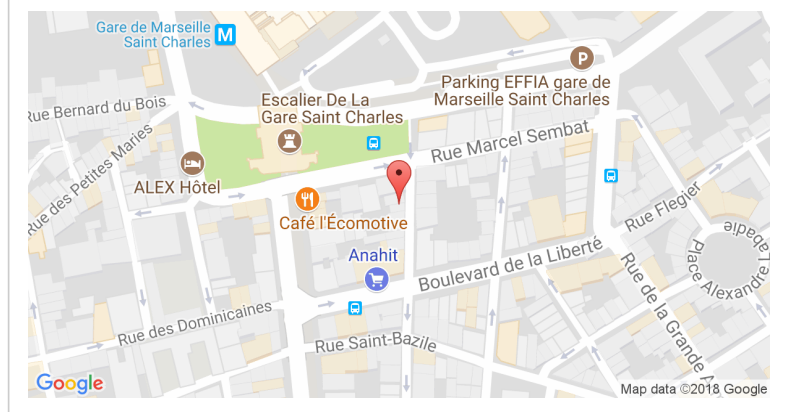 Gare de Marseille
Saint Charles
M
P
Parking EFFIA gare de
Marseille Saint Charles
Rue Bernard du Bois
Escalier De La
Gare Saint Charles
Rue Marcel Sembat
Rue des Petites Maries
ALEX Hôtel
Café l'Écomotive
Rue Flegier
Anahit
Boulevard de la Liberté
Place Alexandre
Rue des Dominicaines
Rue de la Grande A
Rue Saint-Bazile
Google
Map data ©2018 Google